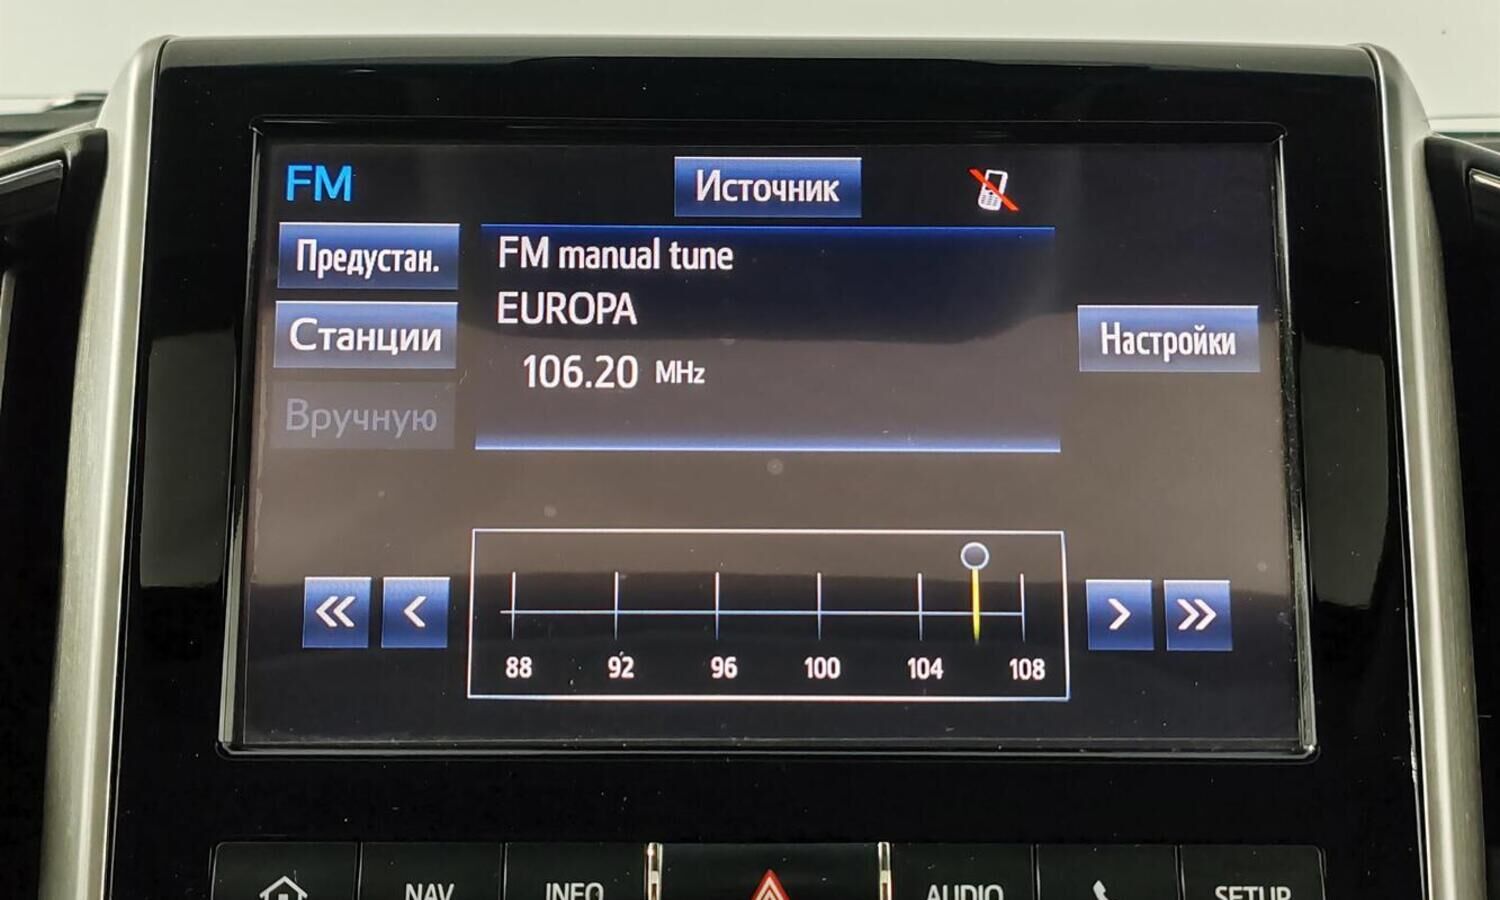 FM
Источник
Предустан.
Станции
Вручную
FM manual tune
EUROPA
106.20 MHz
Настройки
88 92 96 100 104 108
NAV
INFO
AUDIO
SETUP